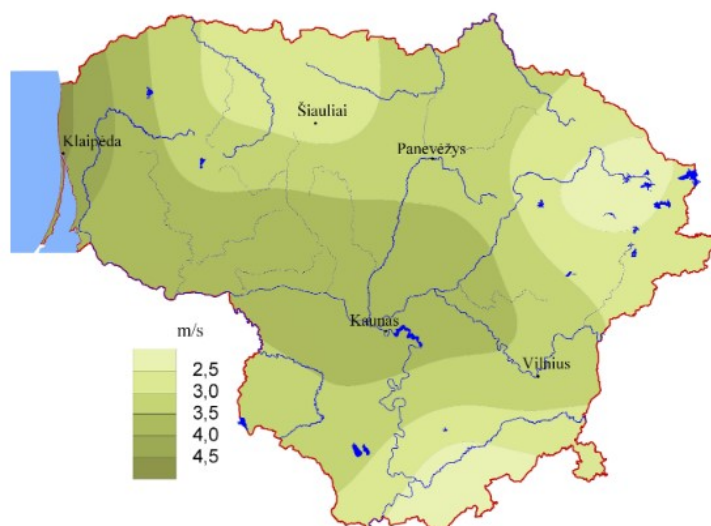 Šiauliai
Klaipėda
Panevėžys
Kaunas
Vilnius
m/s
2,5
3,0
3,5
4,0
4,5